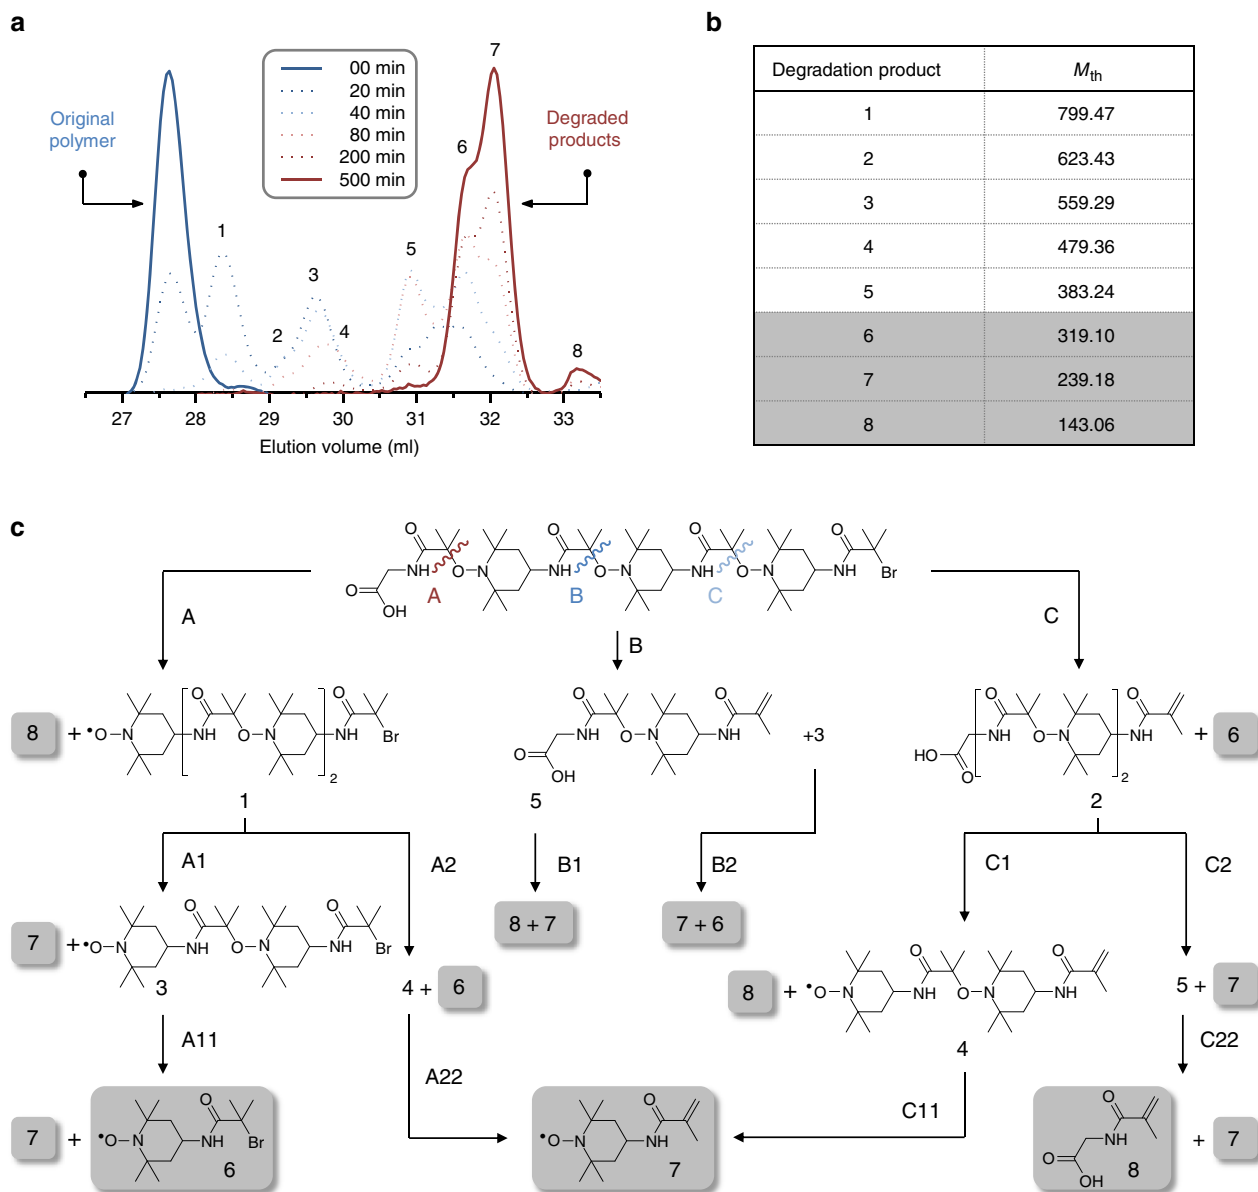 a
7
00 min
20 min
40 min
80 min
200 min
500 min
Original
polymer
Degraded
products
6
1
5
3
2
4
8
27 28 29 30 31 32 33
Elution volume (ml)
b
Degradation product Mth
1 799.47
2 623.43
3 559.29
4 479.36
5 383.24
6 319.10
7 239.18
8 143.06
c
O O O O
NH O N NH O N NH O N NH Br
O OH
A B C
A
B
C
8 + •O N NH O O N NH O Br 2
1
O NH O N NH O
O OH
5
+3
HO O NH O O N NH O 2 + 6
2
A1
A2
B1
B2
C1
C2
7 + •O N NH O O N NH O Br
3
4 + 6
8 + 7
7 + 6
8 + •O N NH O O N NH O
4
5 + 7
A11
A22
C11
C22
7 + •O N NH O Br
6
•O N NH O
7
O NH
O OH
8
+ 7